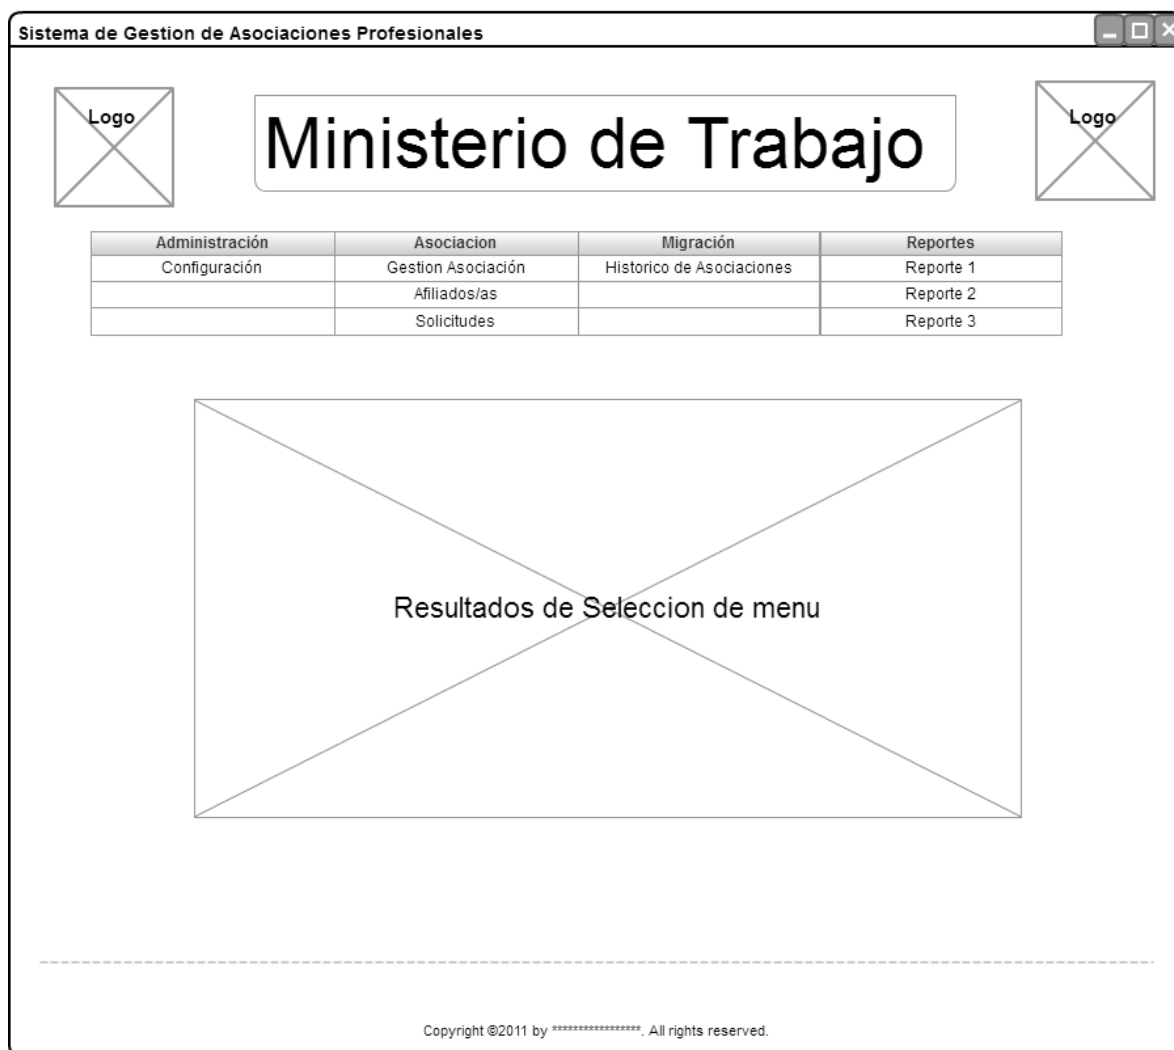 Sistema de Gestion de Asociaciones Profesionales
Logo
Ministerio de Trabajo
Logo
Administración Asociacion Migración Reportes
Configuración Gestion Asociación Historico de Asociaciones Reporte 1
Afiliados/as Reporte 2
Solicitudes Reporte 3
Resultados de Seleccion de menu
Copyright ©2011 by *****************. All rights reserved.